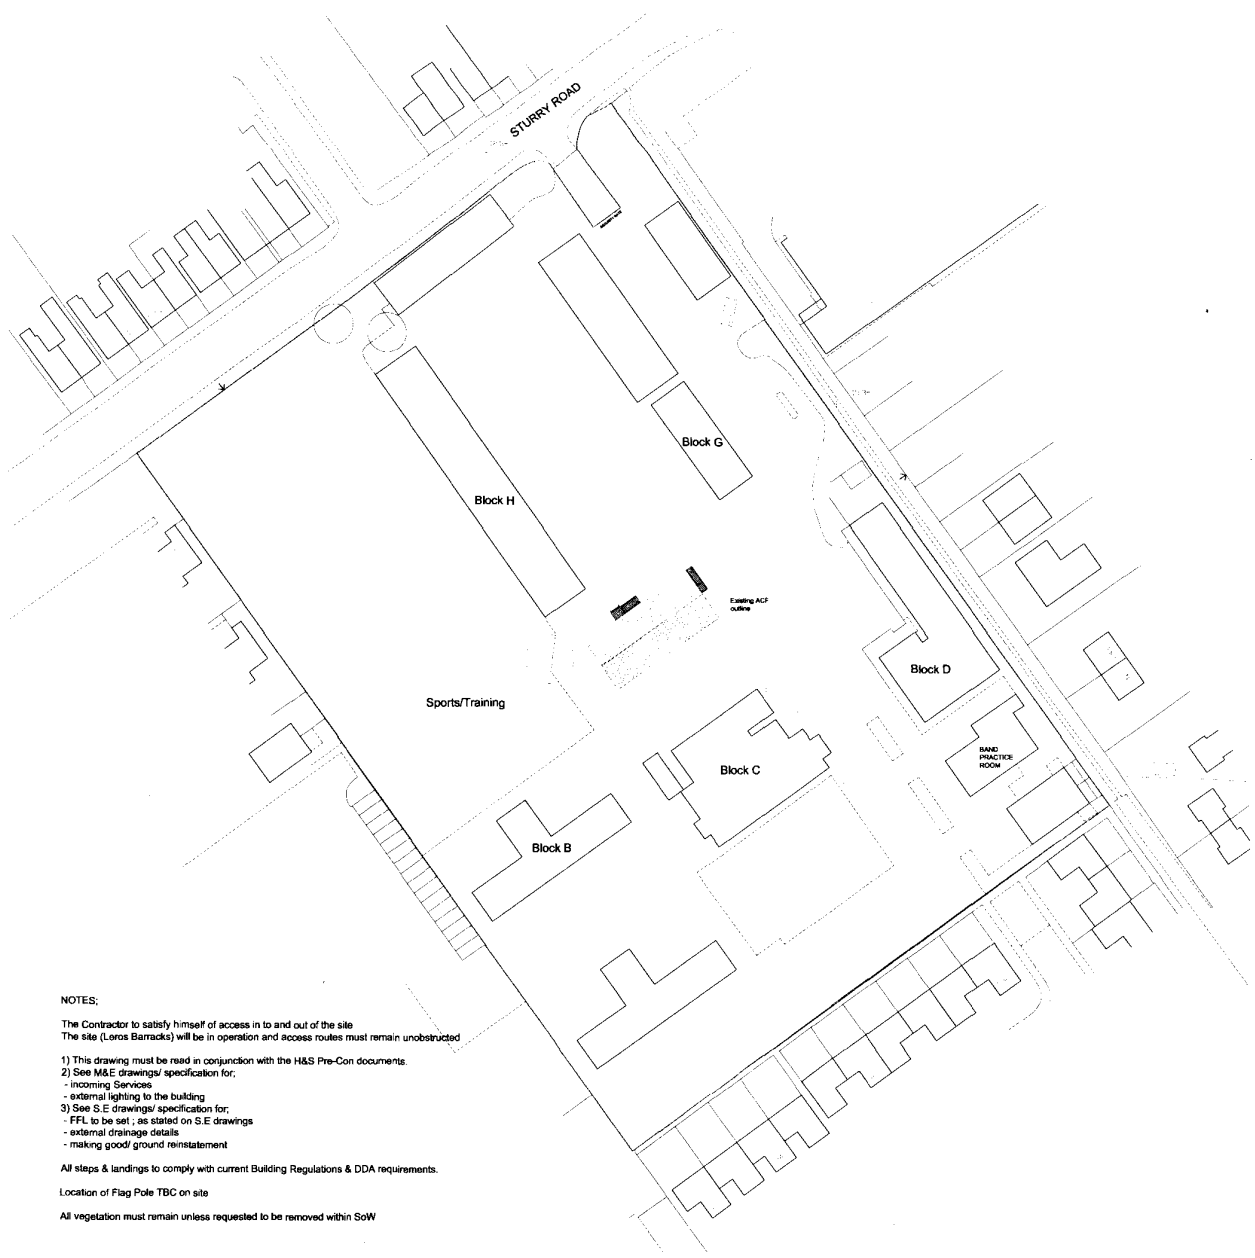 STURRY ROAD
Block G
Block H
Existing ACF
outline
Block D
Sports/Training
BAND
PRACTICE
ROOM
Block C
Block B
NOTES;
The Contractor to satisfy himself of access in to and out of the site
The site (Leros Barracks) will be in operation and access routes must remain unobstructed
1) This drawing must be read in conjunction with the H&S Pre-Con documents.
2) See M&E drawings/ specification for;
- incoming Services
- external lighting to the building
3) See S.E drawings/ specification for;
- FFL to be set ; as stated on S.E drawings
- external drainage details
- making good/ ground reinstatement
All steps & landings to comply with current Building Regulations & DDA requirements.
Location of Flag Pole TBC on site
All vegetation must remain unless requested to be removed within SoW